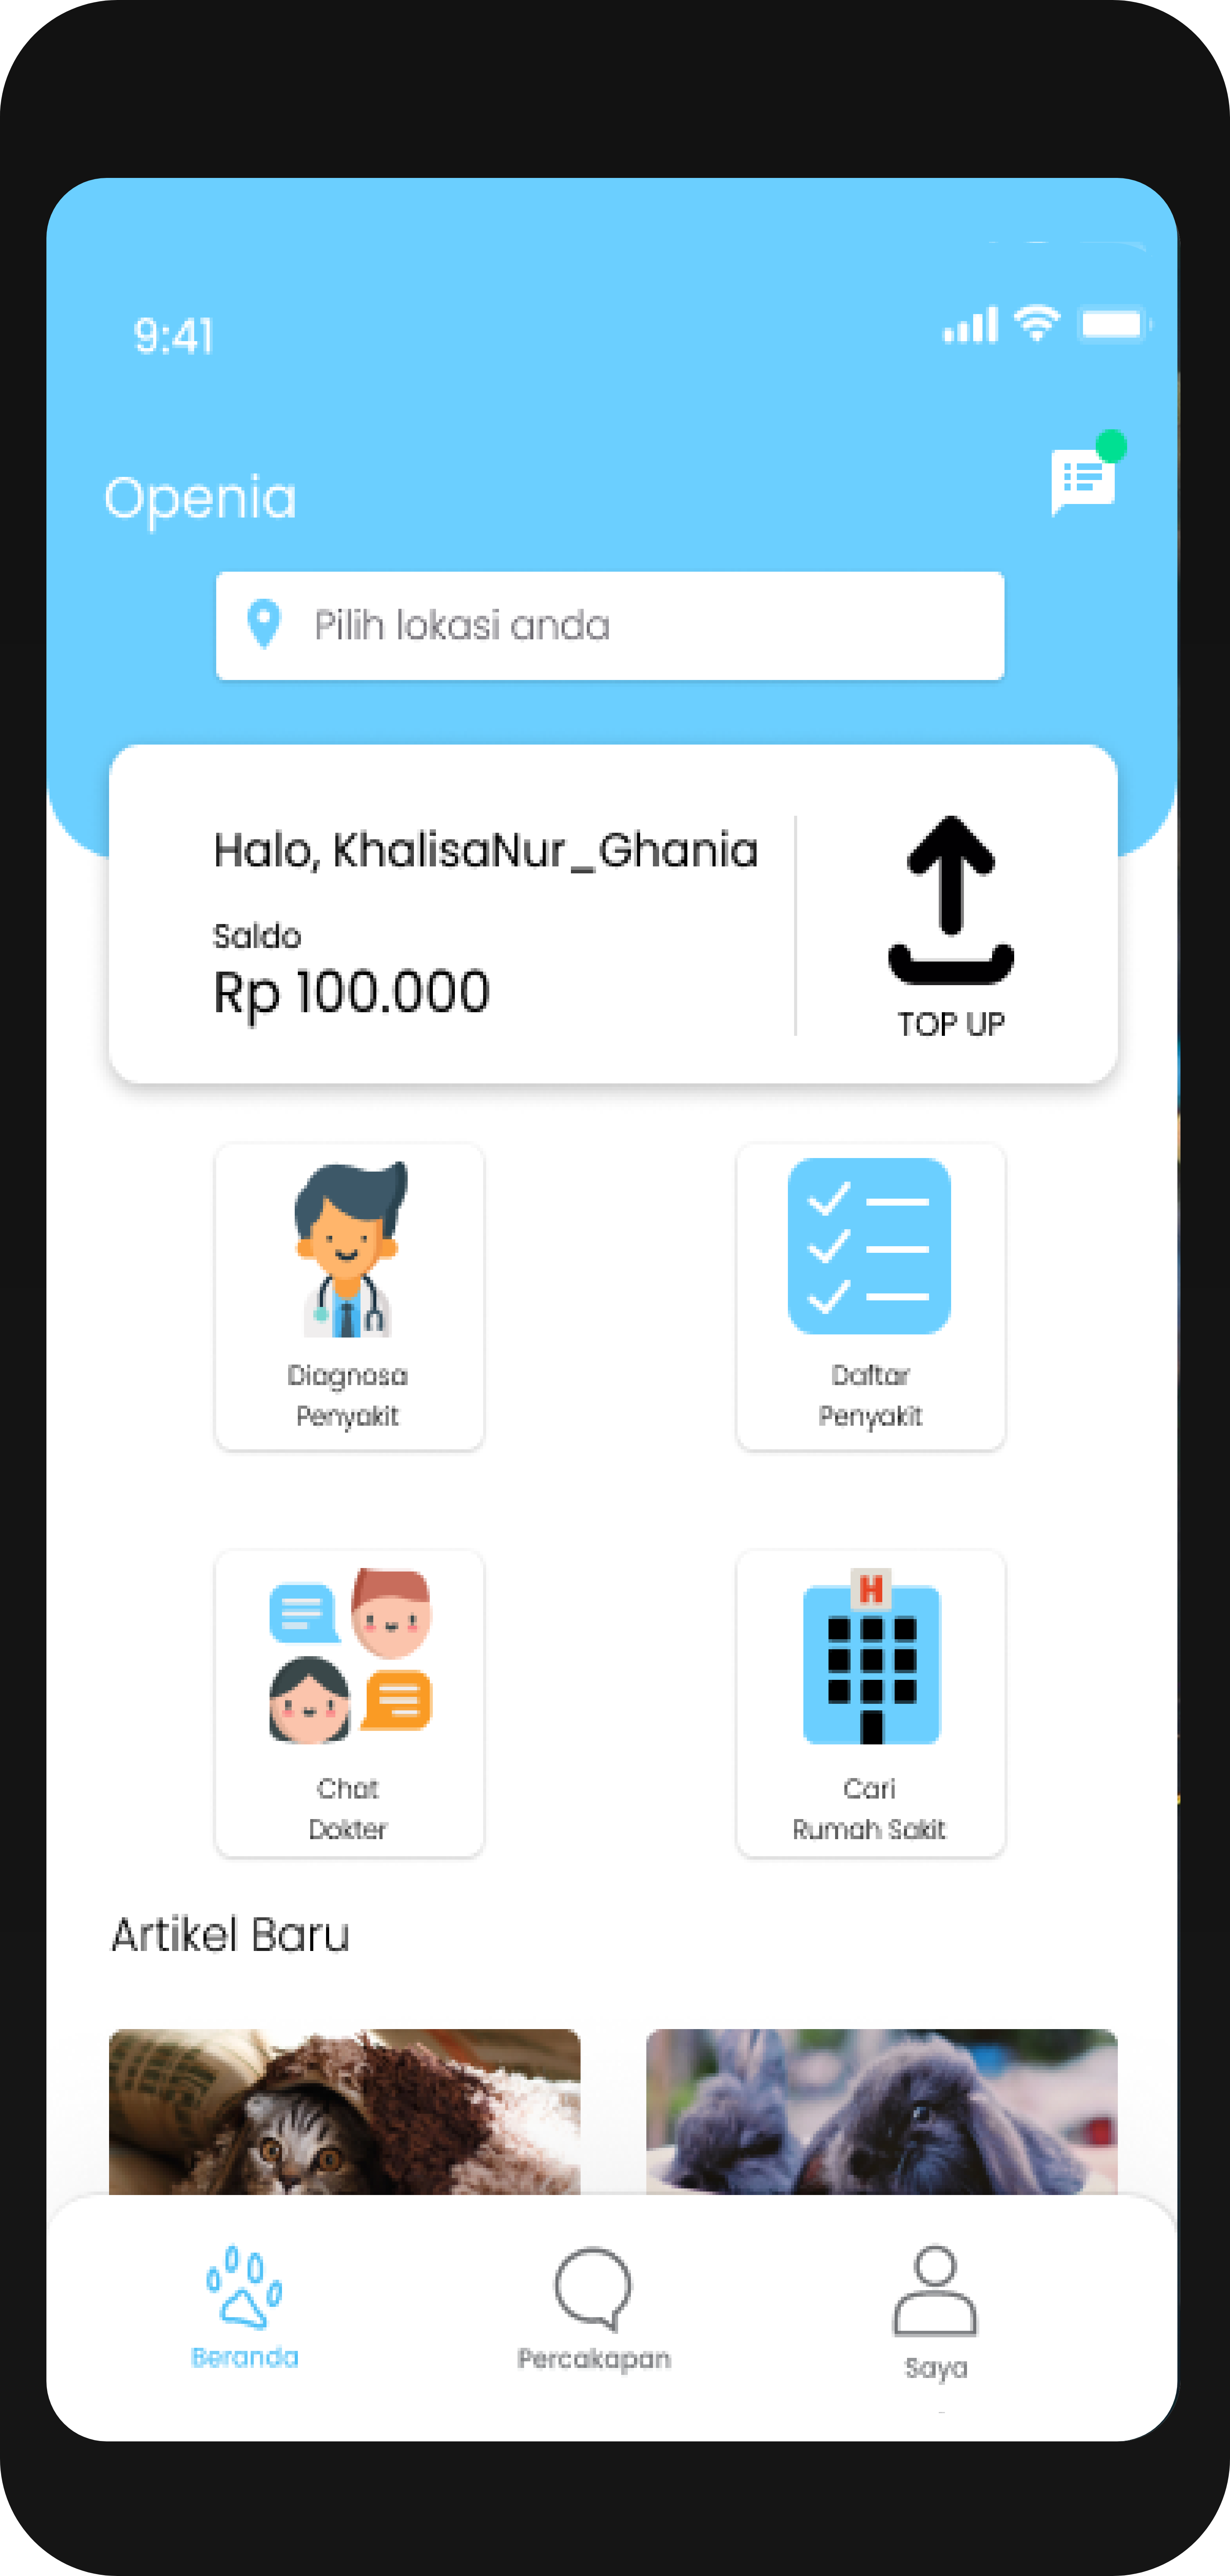 9:41
Openia
Pilih lokasi anda
Halo, KhalisaNur_Ghania
Saldo
Rp 100.000
TOP UP
Diagnosa
Penyakit
Daftar
Penyakit
Chat
Dokter
H
Cari
Rumah Sakit
Artikel Baru
Beranda
Percakapan
Saya